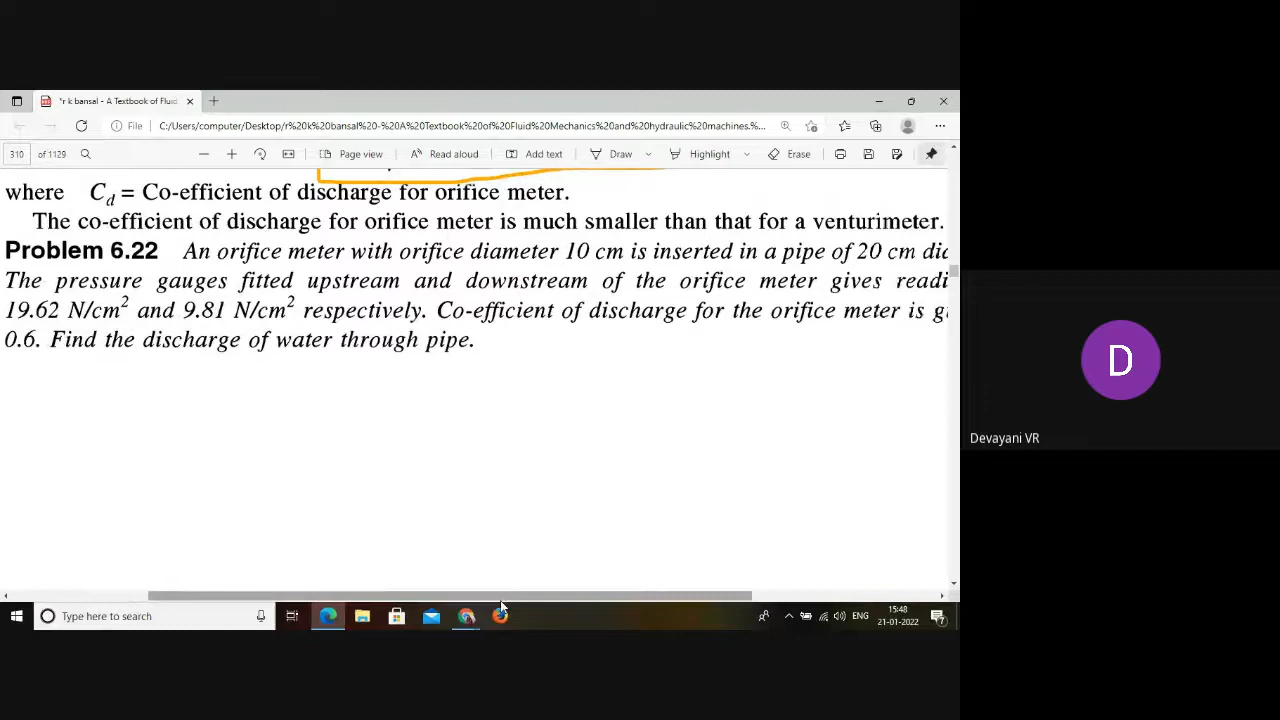 *r k bansal - A Textbook of Fluid
File
C:/Users/computer/Desktop/r%20k%20bansal%20-%20A%20Textbook%20of%20Fluid%20Mechanics%20and%20hydraulic%20machines.%...
310 of 1129
Page view
Read aloud
Add text
Draw
Highlight
Erase
where Cd = Co-efficient of discharge for orifice meter.
The co-efficient of discharge for orifice meter is much smaller than that for a venturimeter.
Problem 6.22 An orifice meter with orifice diameter 10 cm is inserted in a pipe of 20 cm
The pressure gauges fitted upstream and downstream of the orifice meter gives
19.62 N/cm2 and 9.81 N/cm2 respectively. Co-efficient of discharge for the orifice meter is
0.6. Find the discharge of water through pipe.
D
Devayani VR
Type here to search
ENG
15:48
21-01-2022
7